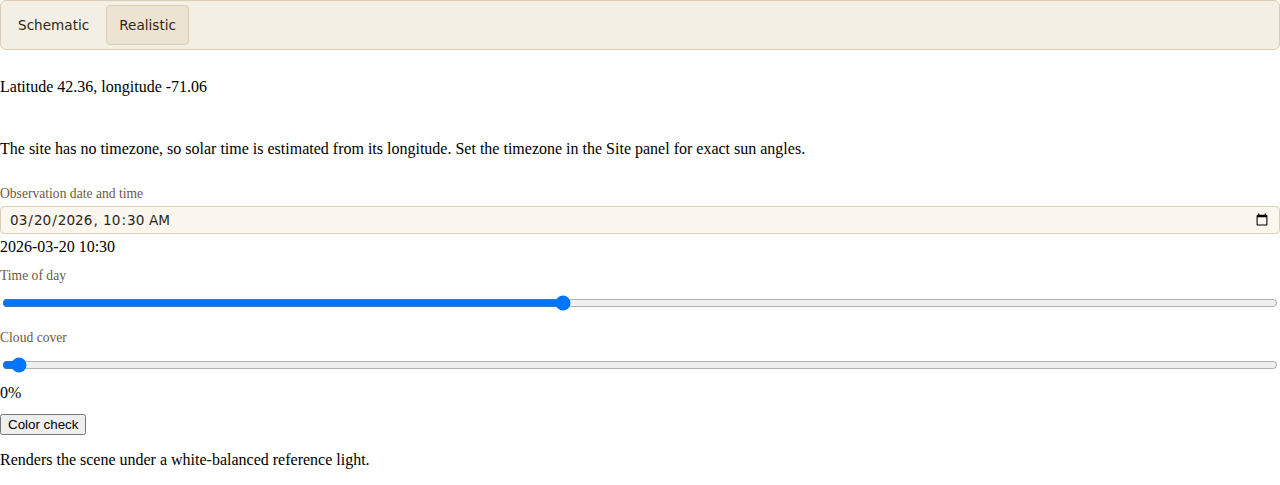 Schematic Realistic
Latitude 42.36, longitude -71.06
The site has no timezone, so solar time is estimated from its longitude. Set the timezone in the Site panel for exact sun angles.
Observation date and time
03/20/2026, 10:30 AM
2026-03-20 10:30
Time of day
Cloud cover
0%
Color check
Renders the scene under a white-balanced reference light.